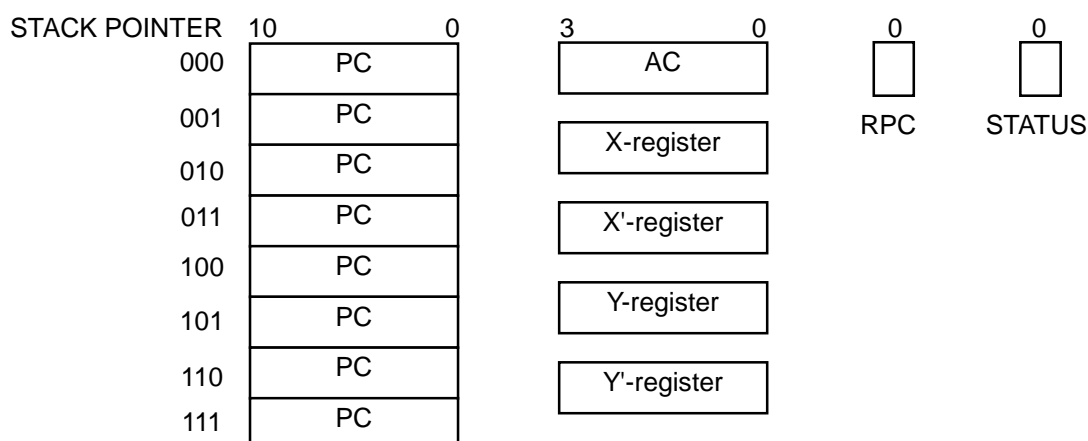 STACK POINTER 10 0 3 0 0 0
000 PC AC
001 PC RPC STATUS
X-register
010 PC
011 PC X'-register
100 PC
101 PC Y-register
110 PC Y'-register
111 PC